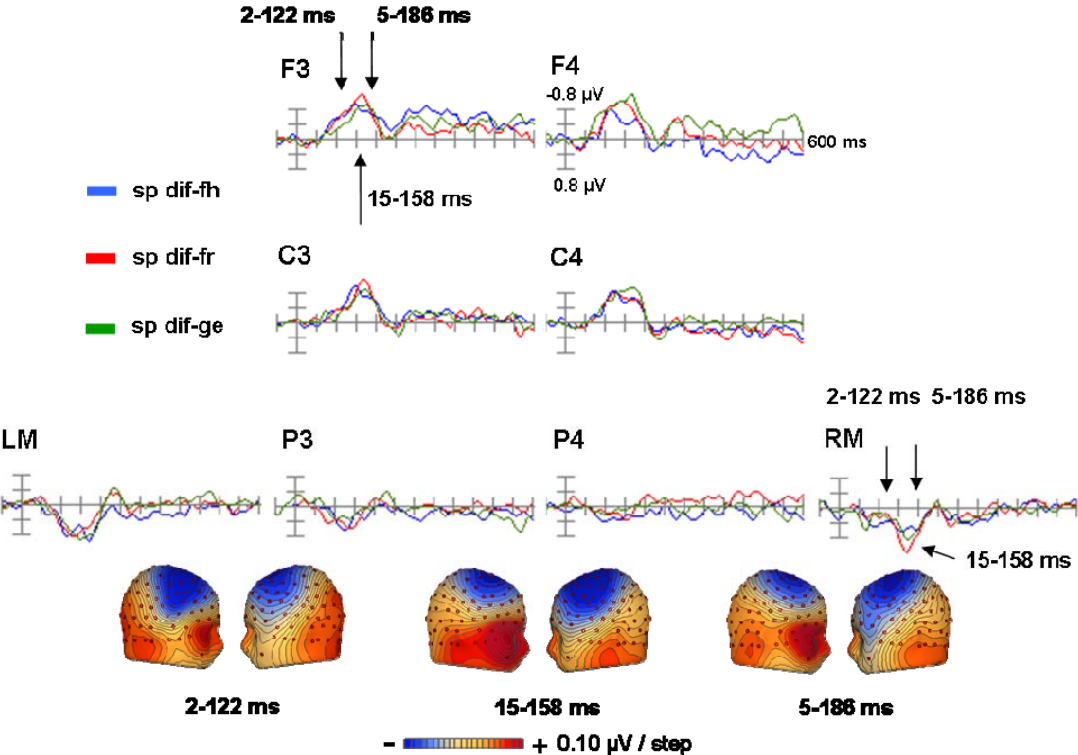 2-122 ms 5-186 ms
F3 F4
-0.8 µV
600 ms
0.8 µV
15-158 ms
sp dif-fh
sp dif-fr
sp dif-ge
C3 C4
2-122 ms 5-186 ms
LM P3 P4 RM
15-158 ms
2-122 ms 15-158 ms 5-186 ms
– + 0.10 µV / step